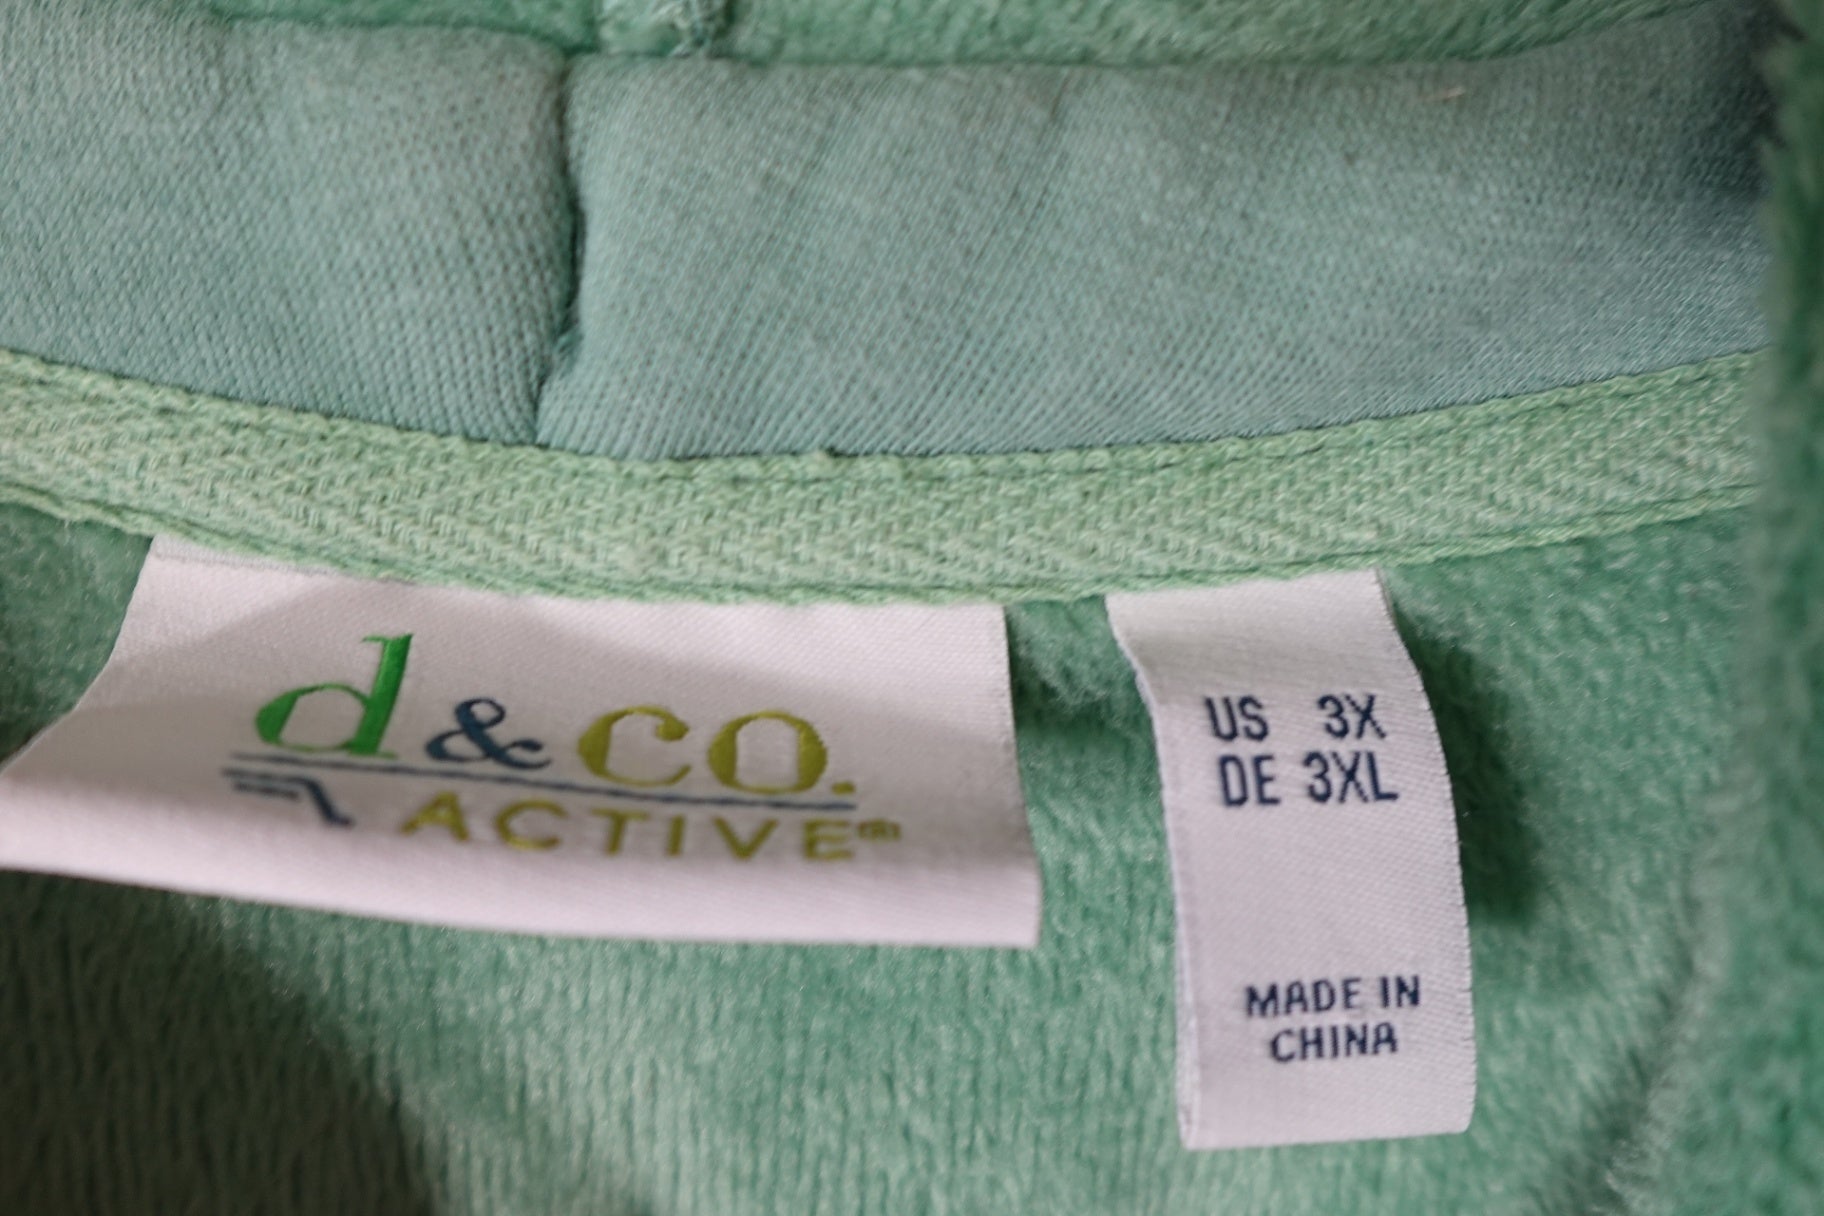 d&co.
ACTIVE
US 3X
DE 3XL
MADE IN
CHINA